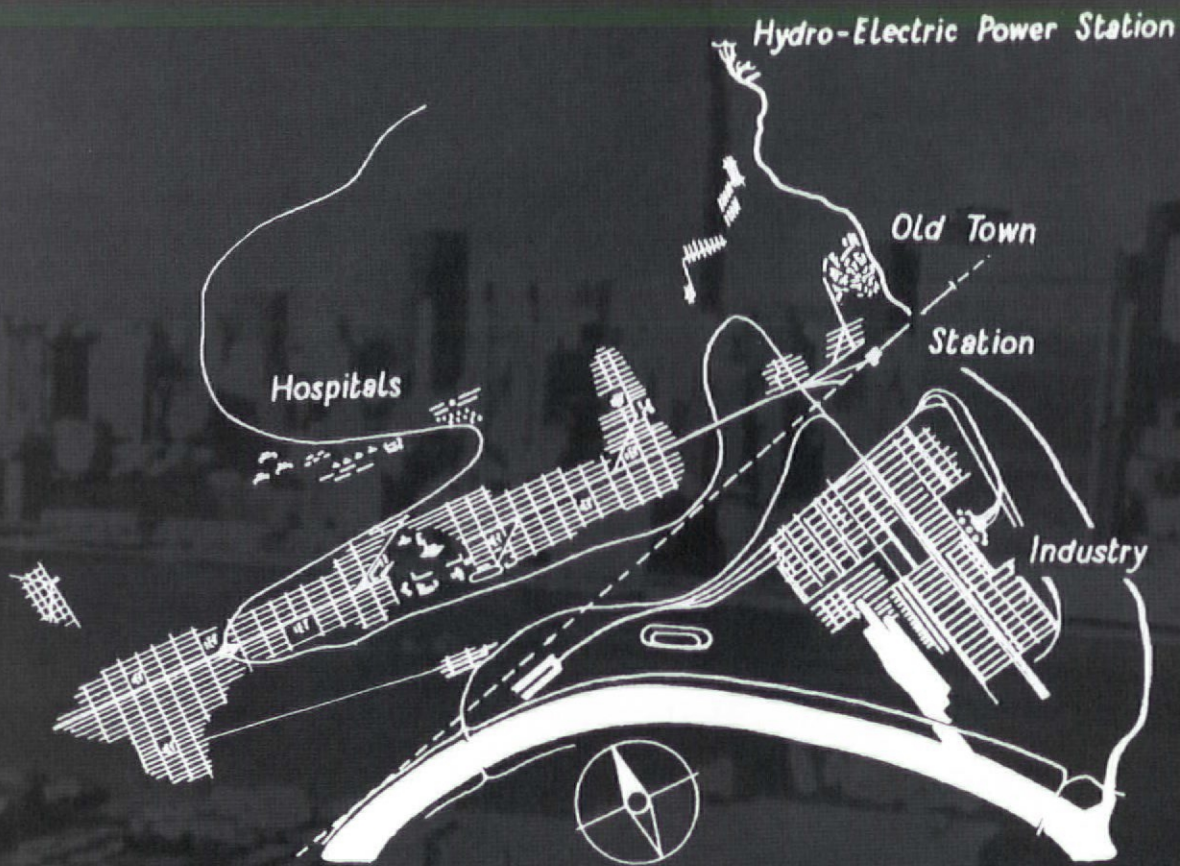 Hydro-Electric Power Station
Old Town
Station
Hospitals
Industry